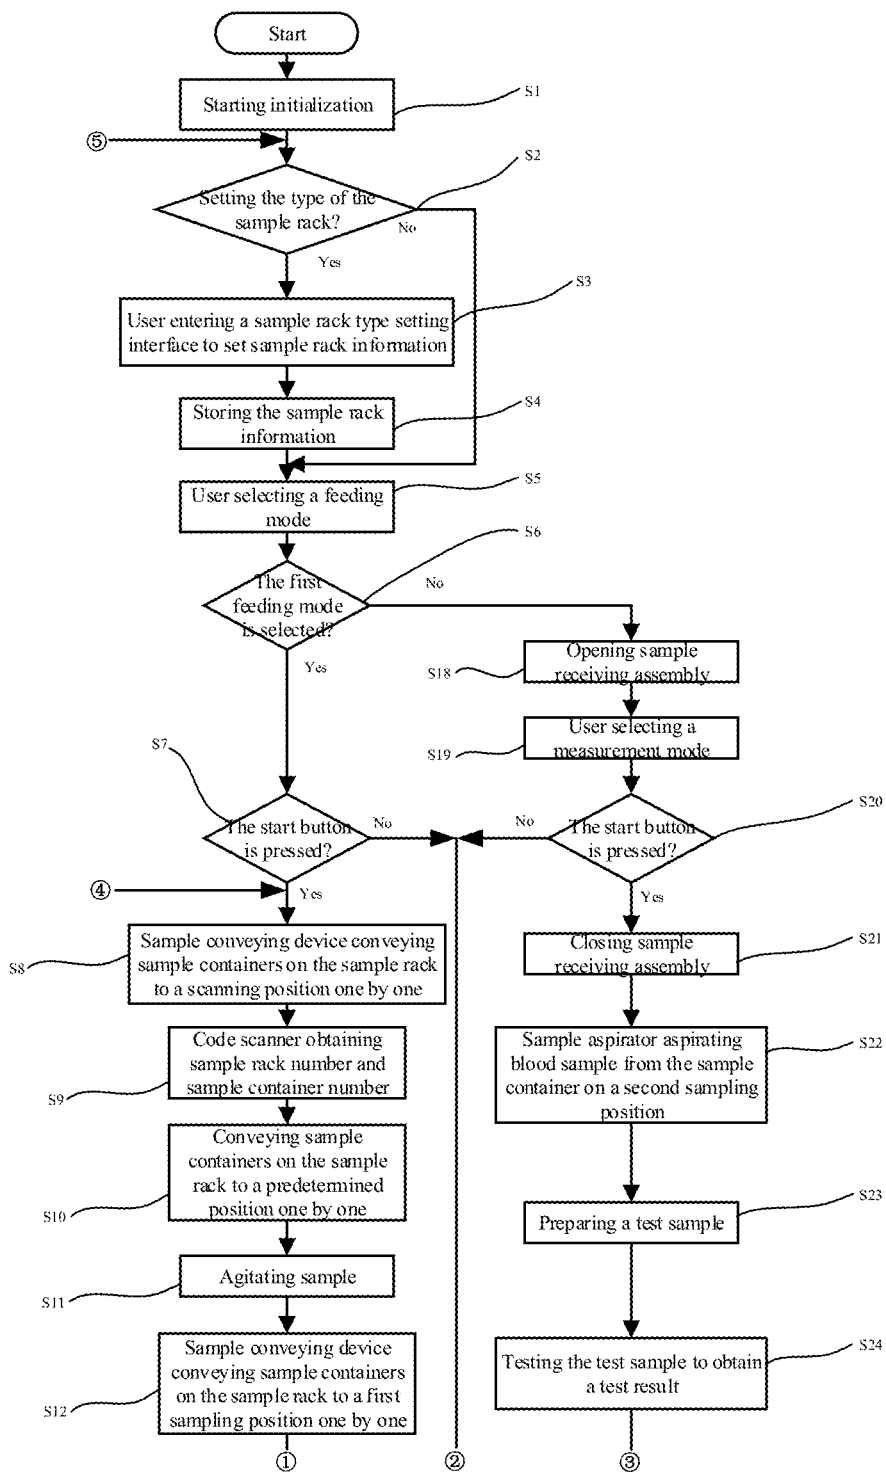 Start
Starting initialization
S1
⑤
S2
Setting the type of the
sample rack?
No
Yes
S3
User entering a sample rack type setting
interface to set sample rack information
S4
Storing the sample rack
information
S5
User selecting a feeding
mode
S6
The first
feeding mode
is selected?
No
Yes
S18
Opening sample
receiving assembly
S19
User selecting a
measurement mode
S7
The start button
is pressed?
No
No
S20
The start button
is pressed?
④
Yes
Yes
S8
Sample conveying device conveying
sample containers on the sample rack
to a scanning position one by one
S21
Closing sample
receiving assembly
S9
Code scanner obtaining
sample rack number and
sample container number
S22
Sample aspirator aspirating
blood sample from the sample
container on a second sampling
position
S10
Conveying sample
containers on the sample
rack to a predetermined
position one by one
S23
Preparing a test sample
S11
Agitating sample
S12
Sample conveying device
conveying sample containers
on the sample rack to a first
sampling position one by one
S24
Testing the test sample to obtain
a test result
①
②
③